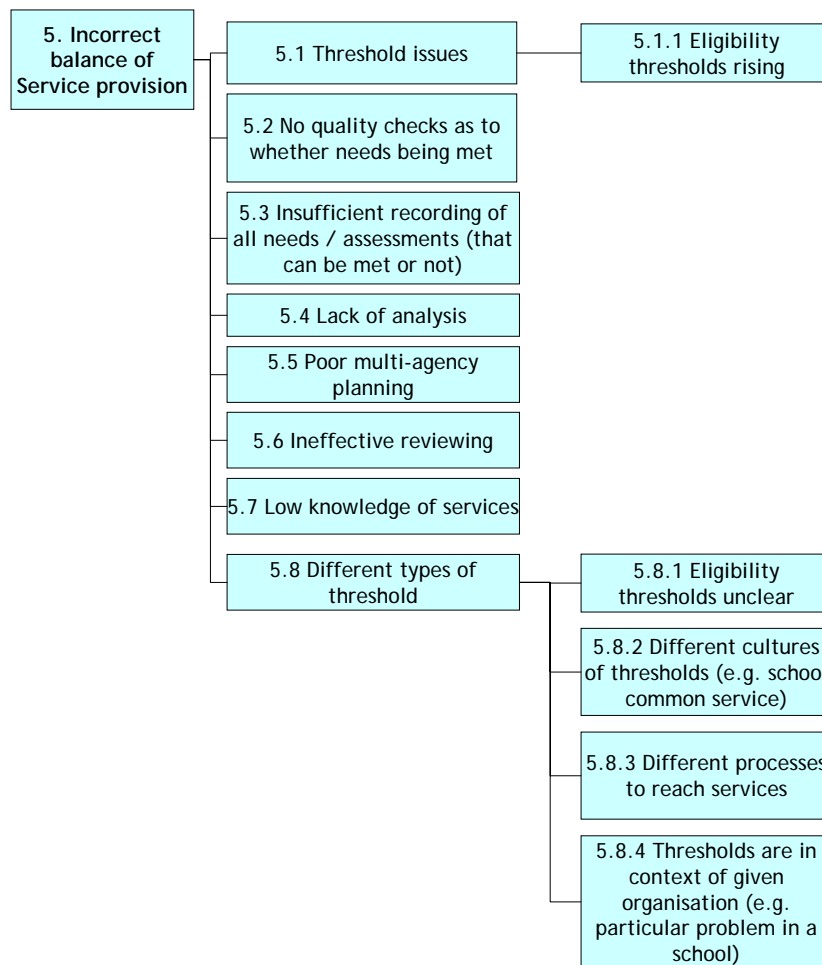 5. Incorrect
balance of
Service provision
5.1 Threshold issues
5.1.1 Eligibility
thresholds rising
5.2 No quality checks as to
whether needs being met
5.3 Insufficient recording of
all needs / assessments (that
can be met or not)
5.4 Lack of analysis
5.5 Poor multi-agency
planning
5.6 Ineffective reviewing
5.7 Low knowledge of services
5.8 Different types of
threshold
5.8.1 Eligibility
thresholds unclear
5.8.2 Different cultures
of thresholds (e.g. schoo
common service)
5.8.3 Different processes
to reach services
5.8.4 Thresholds are in
context of given
organisation (e.g.
particular problem in a
school)